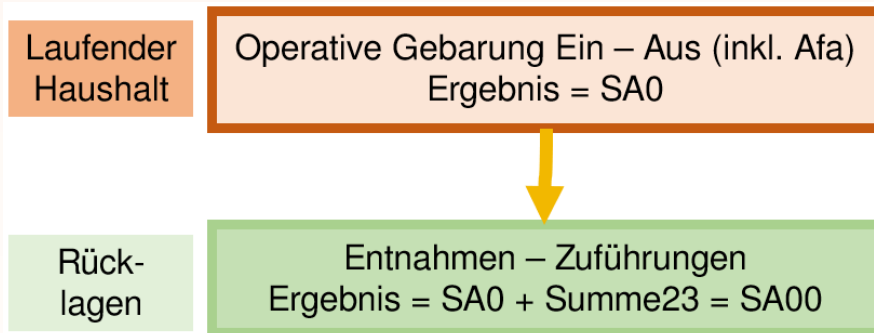 Laufender
Haushalt
Operative Gebarung Ein – Aus (inkl. Afa)
Ergebnis = SA0
Rück-
lagen
Entnahmen – Zuführungen
Ergebnis = SA0 + Summe23 = SA00